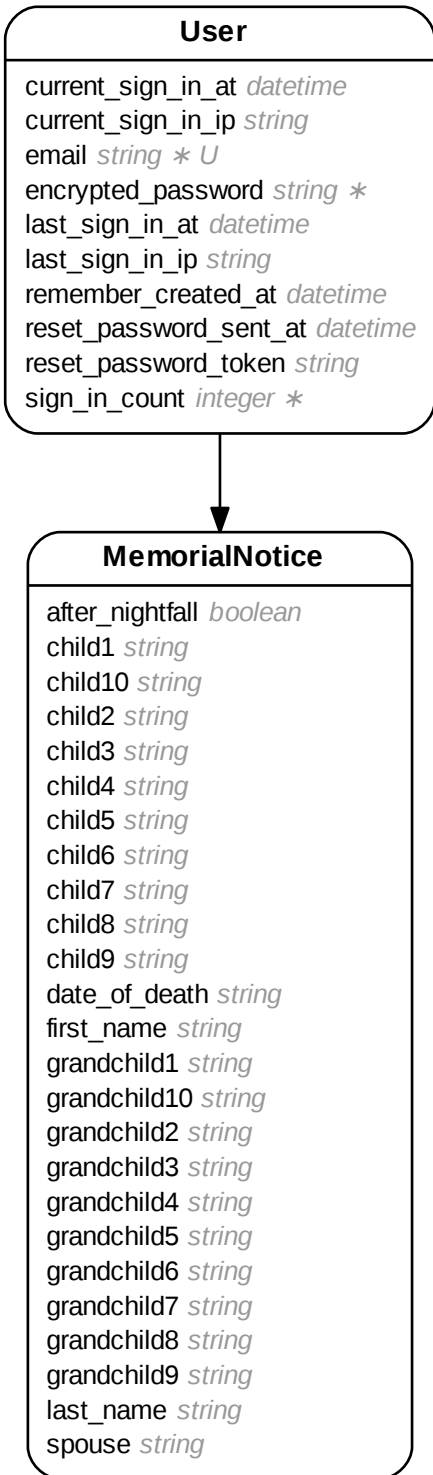 User
current_sign_in_at datetime
current_sign_in_ip string
email string ∗ U
encrypted_password string ∗
last_sign_in_at datetime
last_sign_in_ip string
remember_created_at datetime
reset_password_sent_at datetime
reset_password_token string
sign_in_count integer ∗
MemorialNotice
after_nightfall boolean
child1 string
child10 string
child2 string
child3 string
child4 string
child5 string
child6 string
child7 string
child8 string
child9 string
date_of_death string
first_name string
grandchild1 string
grandchild10 string
grandchild2 string
grandchild3 string
grandchild4 string
grandchild5 string
grandchild6 string
grandchild7 string
grandchild8 string
grandchild9 string
last_name string
spouse string